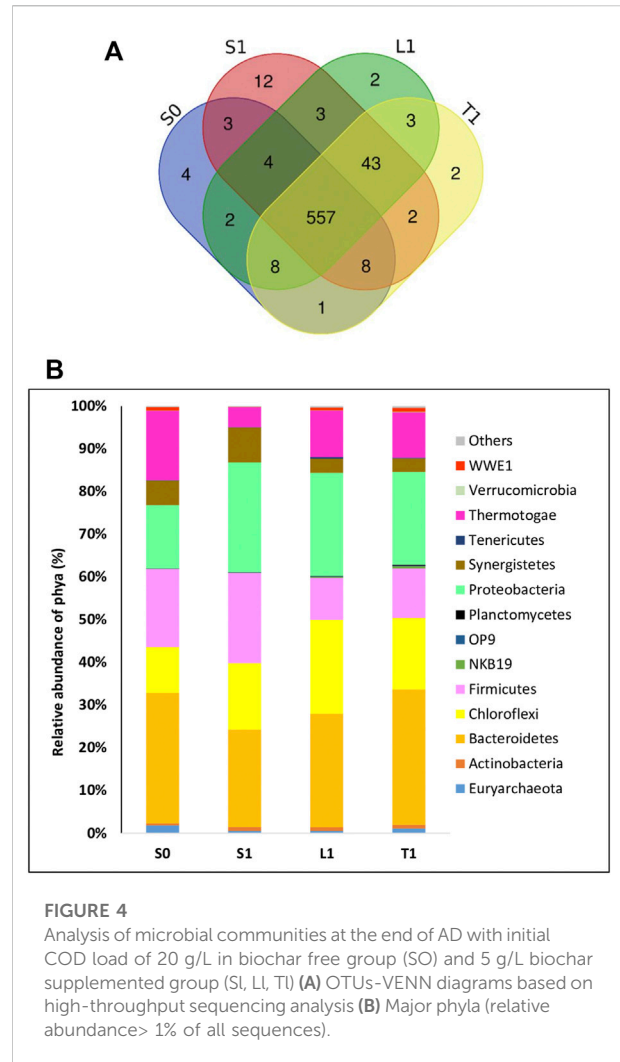 A
S0
S1
L1
T1
12
2
3
3
3
4
4
43
2
2
557
2
8
8
1
B
Relative abundance of phya (%)
100%
90%
80%
70%
60%
50%
40%
30%
20%
10%
0%
S0
S1
L1
T1
Others
WWE1
Verrucomicrobia
Thermotogae
Tenericutes
Synergistetes
Proteobacteria
Planctomycetes
OP9
NKB19
Firmicutes
Chloroflexi
Bacteroidetes
Actinobacteria
Euryarchaeota
FIGURE 4
Analysis of microbial communities at the end of AD with initial
COD load of 20 g/L in biochar free group (SO) and 5 g/L biochar
supplemented group (Sl, Ll, Tl) (A) OTUs-VENN diagrams based on
high-throughput sequencing analysis (B) Major phyla (relative
abundance> 1% of all sequences).